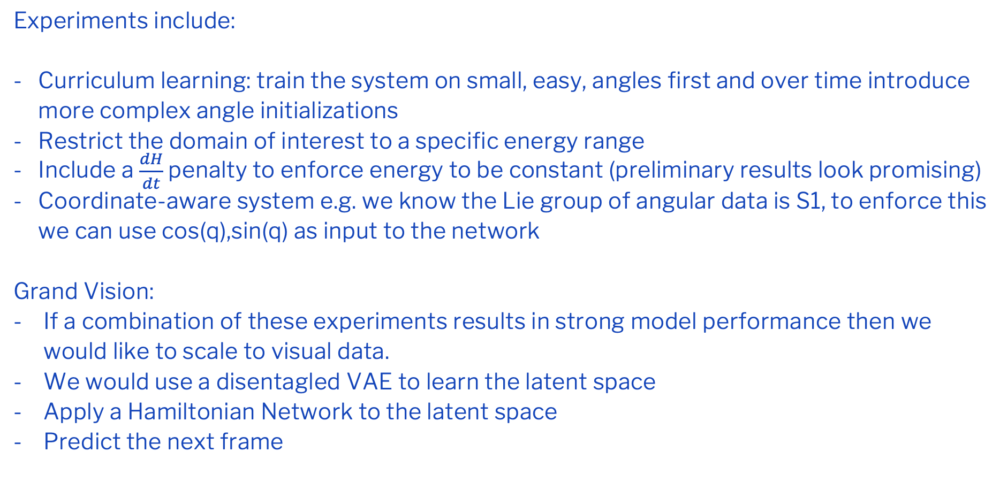 Experiments include:
- Curriculum learning: train the system on small, easy, angles first and over time introduce
more complex angle initializations
- Restrict the domain of interest to a specific energy range
- Include a dH/dt penalty to enforce energy to be constant (preliminary results look promising)
- Coordinate-aware system e.g. we know the Lie group of angular data is S1, to enforce this
we can use cos(q),sin(q) as input to the network
Grand Vision:
- If a combination of these experiments results in strong model performance then we
would like to scale to visual data.
- We would use a disentagled VAE to learn the latent space
- Apply a Hamiltonian Network to the latent space
- Predict the next frame